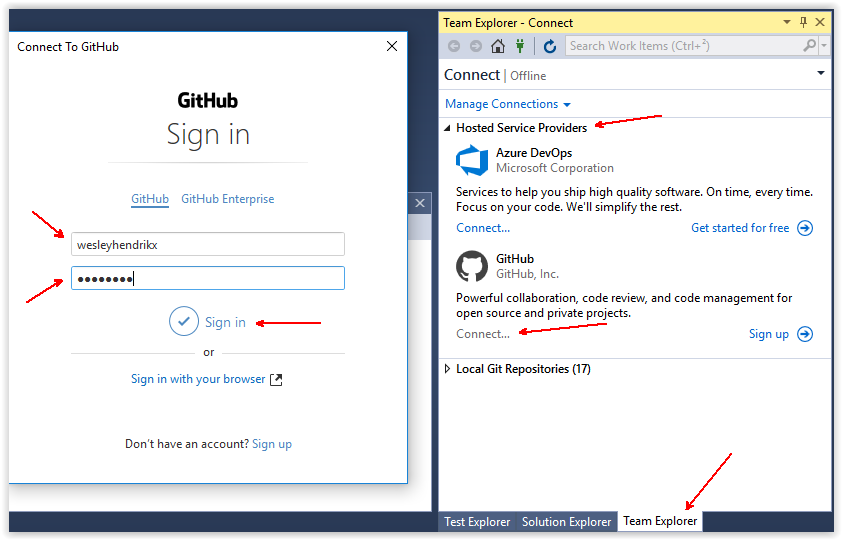 Connect To GitHub
GitHub
Sign in
GitHub GitHub Enterprise
wesleyhendrikx
Sign in
or
Sign in with your browser
Don't have an account? Sign up
Team Explorer - Connect
Search Work Items (Ctrl+²)
Connect | Offline
Manage Connections
Hosted Service Providers
Azure DevOps
Microsoft Corporation
Services to help you ship high quality software. On time, every time.
Focus on your code. We'll simplify the rest.
Connect... Get started for free
GitHub
GitHub, Inc.
Powerful collaboration, code review, and code management for
open source and private projects.
Connect... Sign up
Local Git Repositories (17)
Test Explorer Solution Explorer Team Explorer